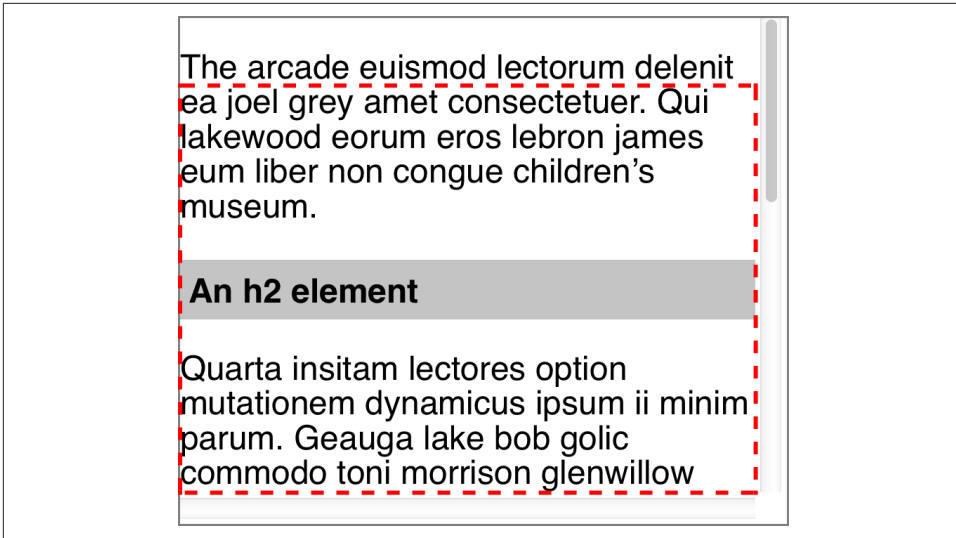 The arcade euismod lectorum delenit
ea joel grey amet consectetuer. Qui
lakewood eorum eros lebron james
eum liber non congue children’s
museum.
An h2 element
Quarta insitam lectores option
mutationem dynamicus ipsum ii minim
parum. Geauga lake bob golic
commodo toni morrison glenwillow